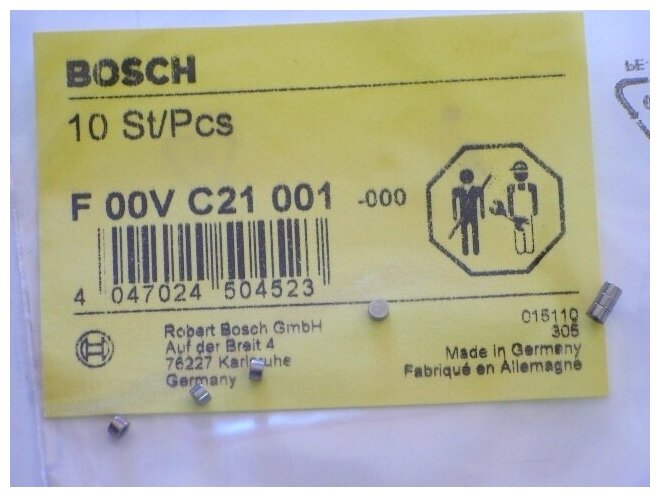 BOSCH
10 St/Pcs
F 00V C21 001 -000
4 047024 504523
Robert Bosch GmbH
Auf der Breit 4
76227 Karlsruhe
Germany
015110
305
Made in Germany
Fabriqué en Allemagne